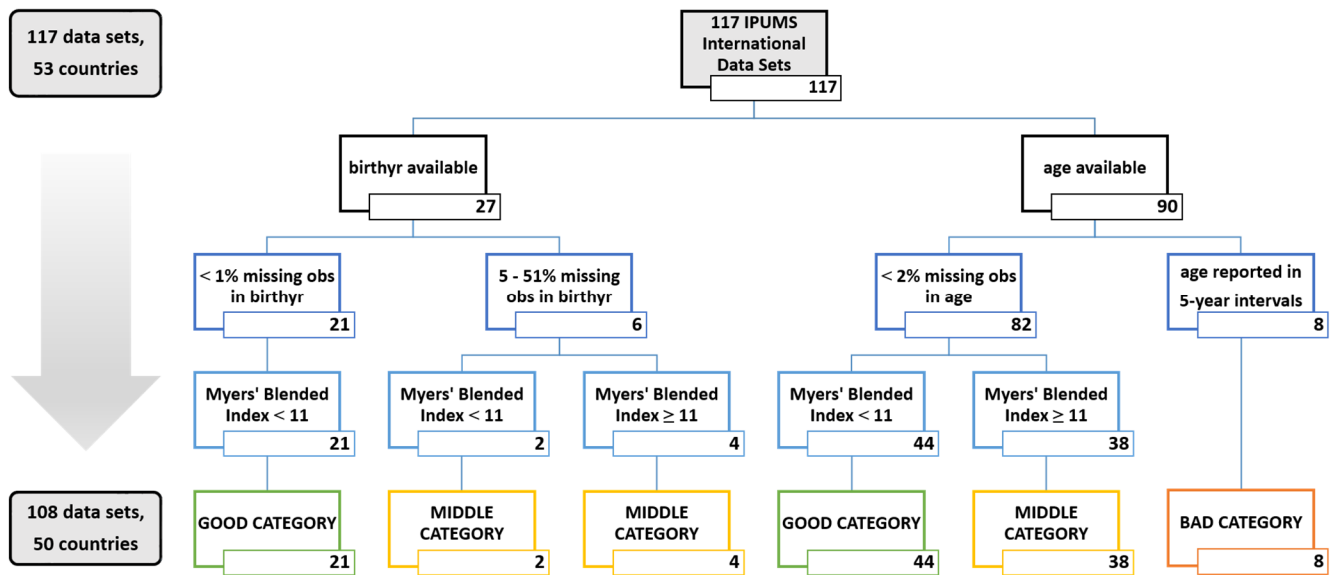 117 data sets,
53 countries
117 IPUMS
International
Data Sets
117
birthyr available
27
age available
90
< 1% missing obs
in birthyr
21
5 - 51% missing
obs in birthyr
6
< 2% missing obs
in age
82
age reported in
5-year intervals
8
Myers' Blended
Index < 11
21
Myers' Blended
Index < 11
2
Myers' Blended
Index ≥ 11
4
Myers' Blended
Index < 11
44
Myers' Blended
Index ≥ 11
38
108 data sets,
50 countries
GOOD CATEGORY
21
MIDDLE
CATEGORY
2
MIDDLE
CATEGORY
4
GOOD CATEGORY
44
MIDDLE
CATEGORY
38
BAD CATEGORY
8